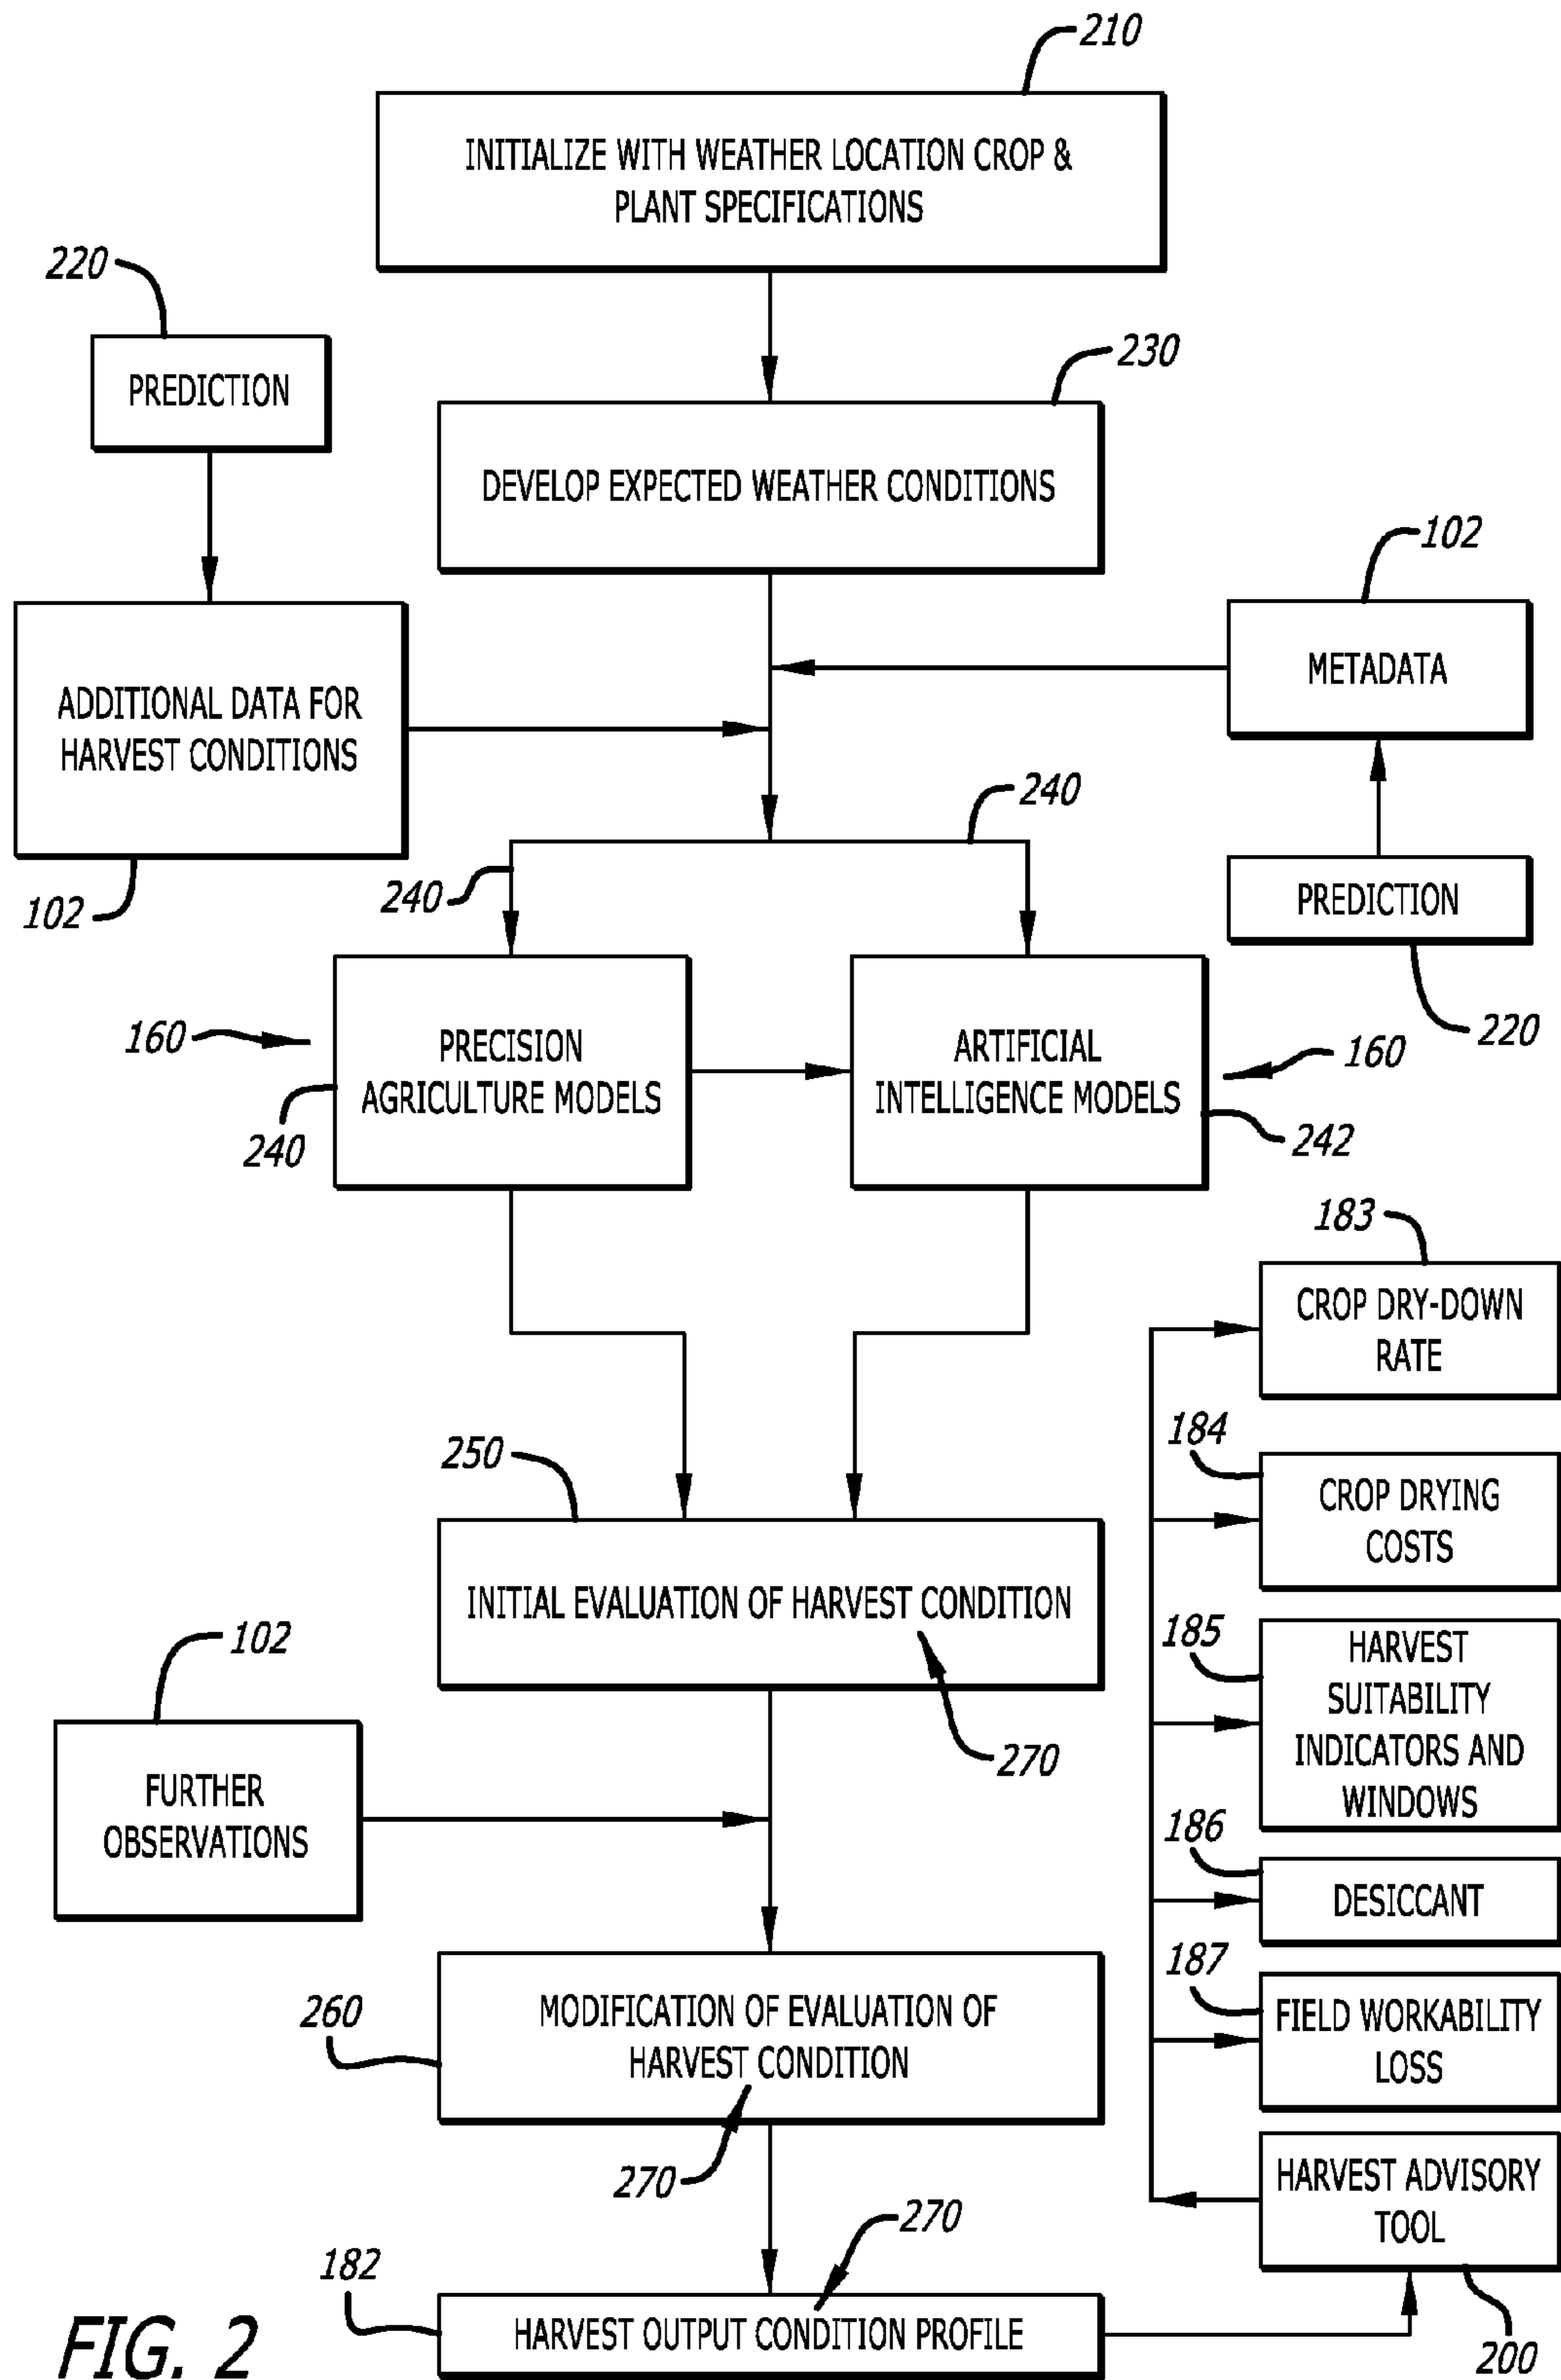 210
INITIALIZE WITH WEATHER LOCATION CROP &
PLANT SPECIFICATIONS
220
PREDICTION
230
DEVELOP EXPECTED WEATHER CONDITIONS
102
METADATA
ADDITIONAL DATA FOR
HARVEST CONDITIONS
102
240
240
PREDICTION
220
160
PRECISION
AGRICULTURE MODELS
240
ARTIFICIAL
INTELLIGENCE MODELS
160
242
183
CROP DRY-DOWN
RATE
184
CROP DRYING
COSTS
250
INITIAL EVALUATION OF HARVEST CONDITION
270
185
HARVEST
SUITABILITY
INDICATORS AND
WINDOWS
102
FURTHER
OBSERVATIONS
186
DESICCANT
187
FIELD WORKABILITY
LOSS
260
MODIFICATION OF EVALUATION OF
HARVEST CONDITION
270
HARVEST ADVISORY
TOOL
200
270
182
HARVEST OUTPUT CONDITION PROFILE
FIG. 2